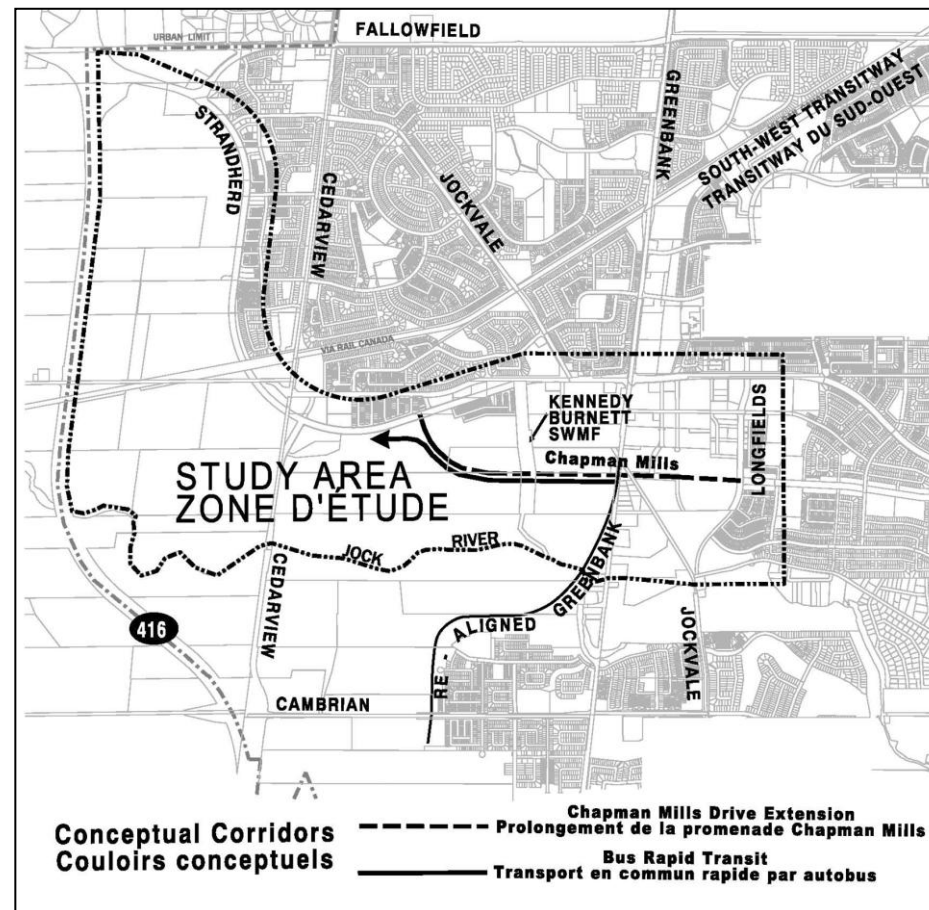 FALLOWFIELD
URBAN LIMIT
STRANDHERD
CEDARVIEW
JOCKVALE
GREENBANK
SOUTH-WEST TRANSITWAY
TRANSITWAY DU SUD-OUEST
VIA RAIL CANADA
KENNEDY
BURNETT
SWMF
Chapman Mills
LONGFIELDS
STUDY AREA
ZONE D'ÉTUDE
JOCK RIVER
CEDARVIEW
RE - ALIGNED GREENBANK
JOCKVALE
416
CAMBRIAN
Conceptual Corridors
Couloirs conceptuels
Chapman Mills Drive Extension
Prolongement de la promenade Chapman Mills
Bus Rapid Transit
Transport en commun rapide par autobus